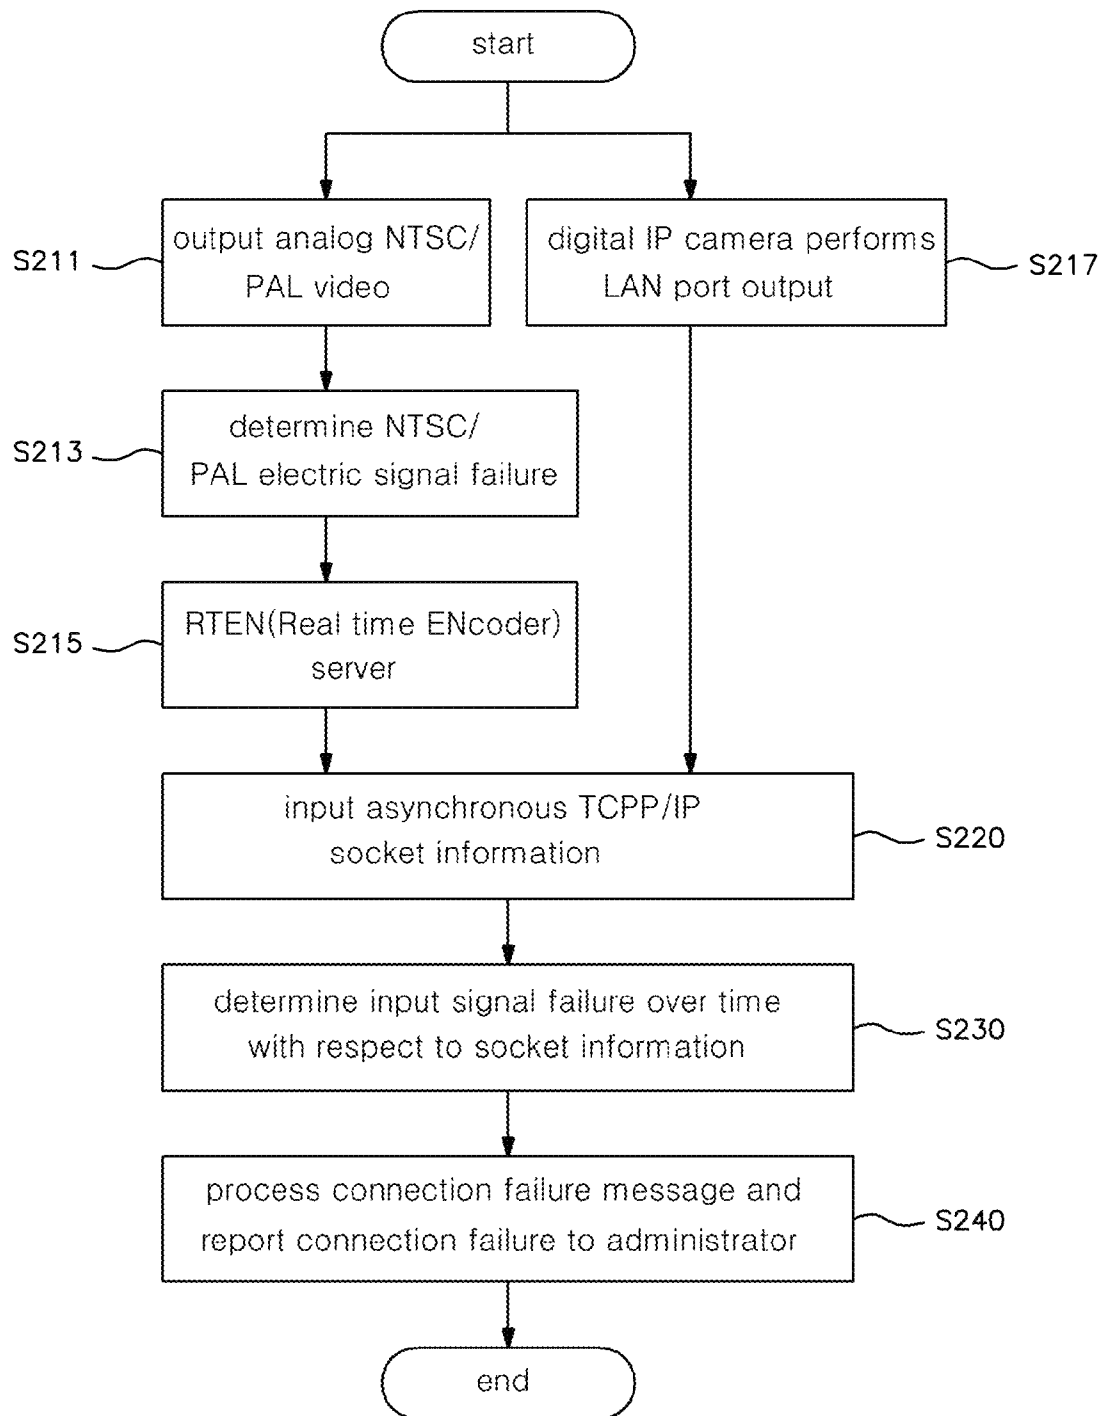 start
S211
output analog NTSC/
PAL video
digital IP camera performs
LAN port output
S217
S213
determine NTSC/
PAL electric signal failure
S215
RTEN(Real time ENcoder)
server
input asynchronous TCPP/IP
socket information
S220
determine input signal failure over time
with respect to socket information
S230
process connection failure message and
report connection failure to administrator
S240
end